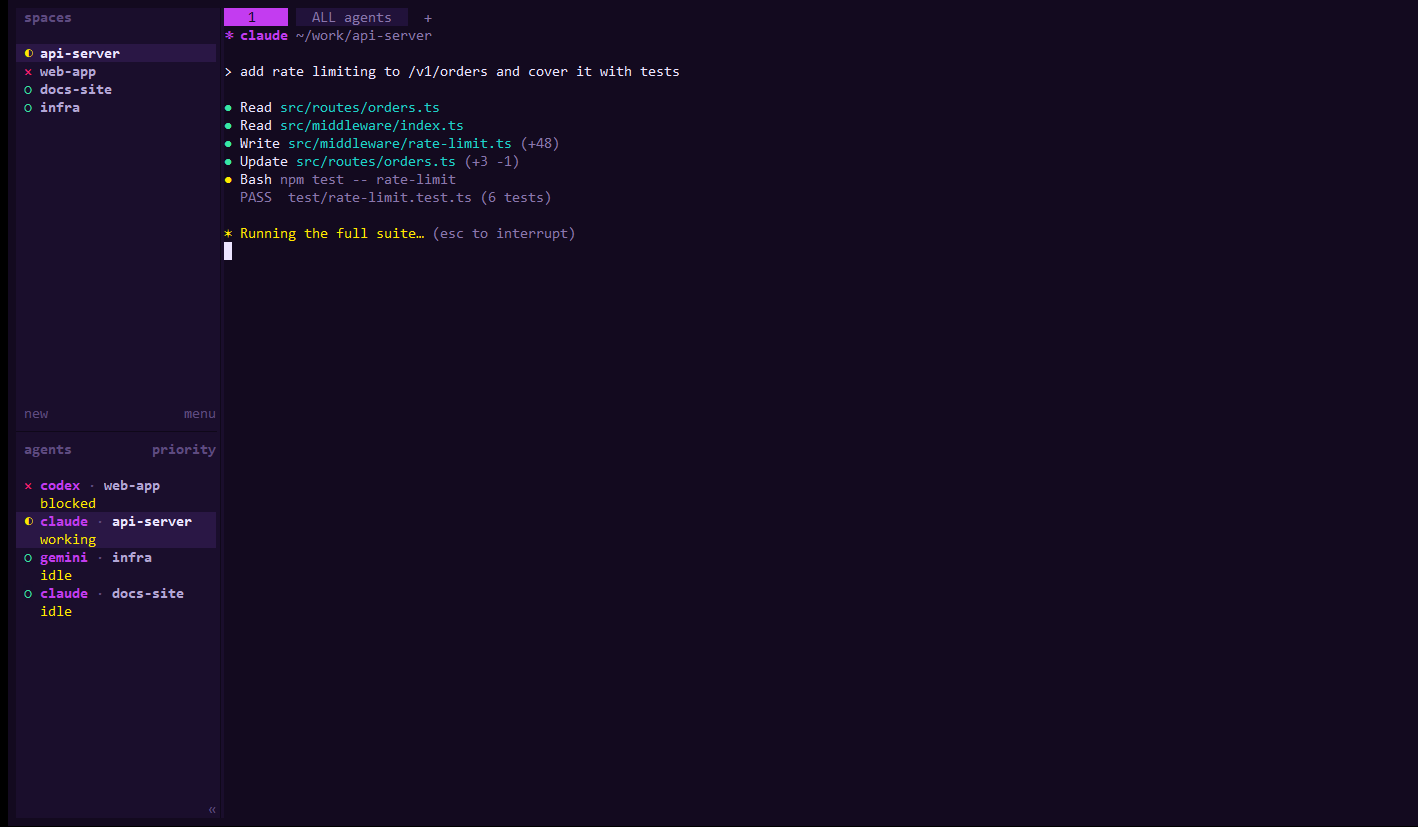 spaces
◐ api-server
× web-app
○ docs-site
○ infra
new menu
agents priority
× codex · web-app
blocked
◐ claude · api-server
working
○ gemini · infra
idle
○ claude · docs-site
idle
«
1 ALL agents +
* claude ~/work/api-server
> add rate limiting to /v1/orders and cover it with tests
● Read src/routes/orders.ts
● Read src/middleware/index.ts
● Write src/middleware/rate-limit.ts (+48)
● Update src/routes/orders.ts (+3 -1)
● Bash npm test -- rate-limit
PASS test/rate-limit.test.ts (6 tests)
* Running the full suite… (esc to interrupt)